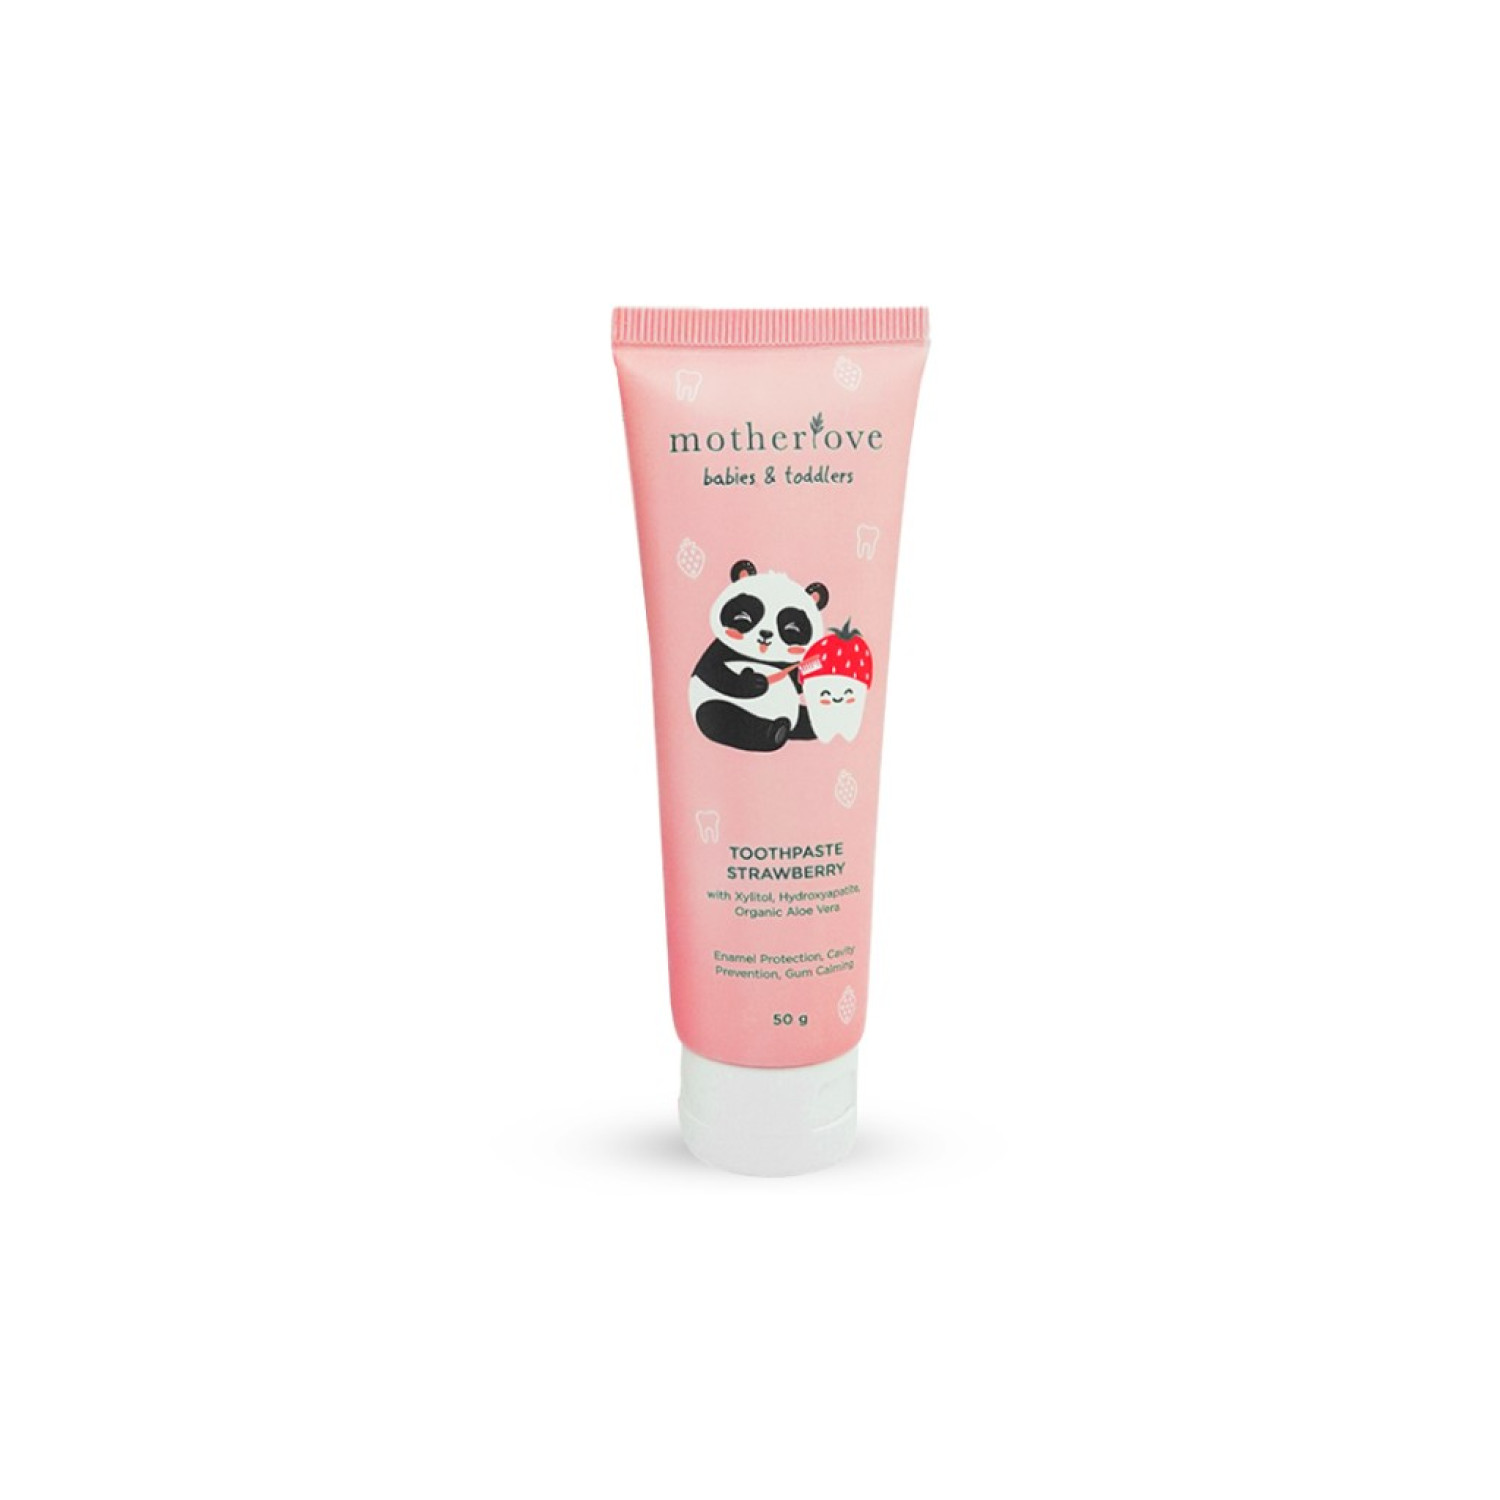 motherlove
babies & toddlers
TOOTHPASTE
STRAWBERRY
with Xylitol, Hydroxyapatite,
Organic Aloe Vera
Enamel Protection, Cavity
Prevention, Gum Calming
50 g